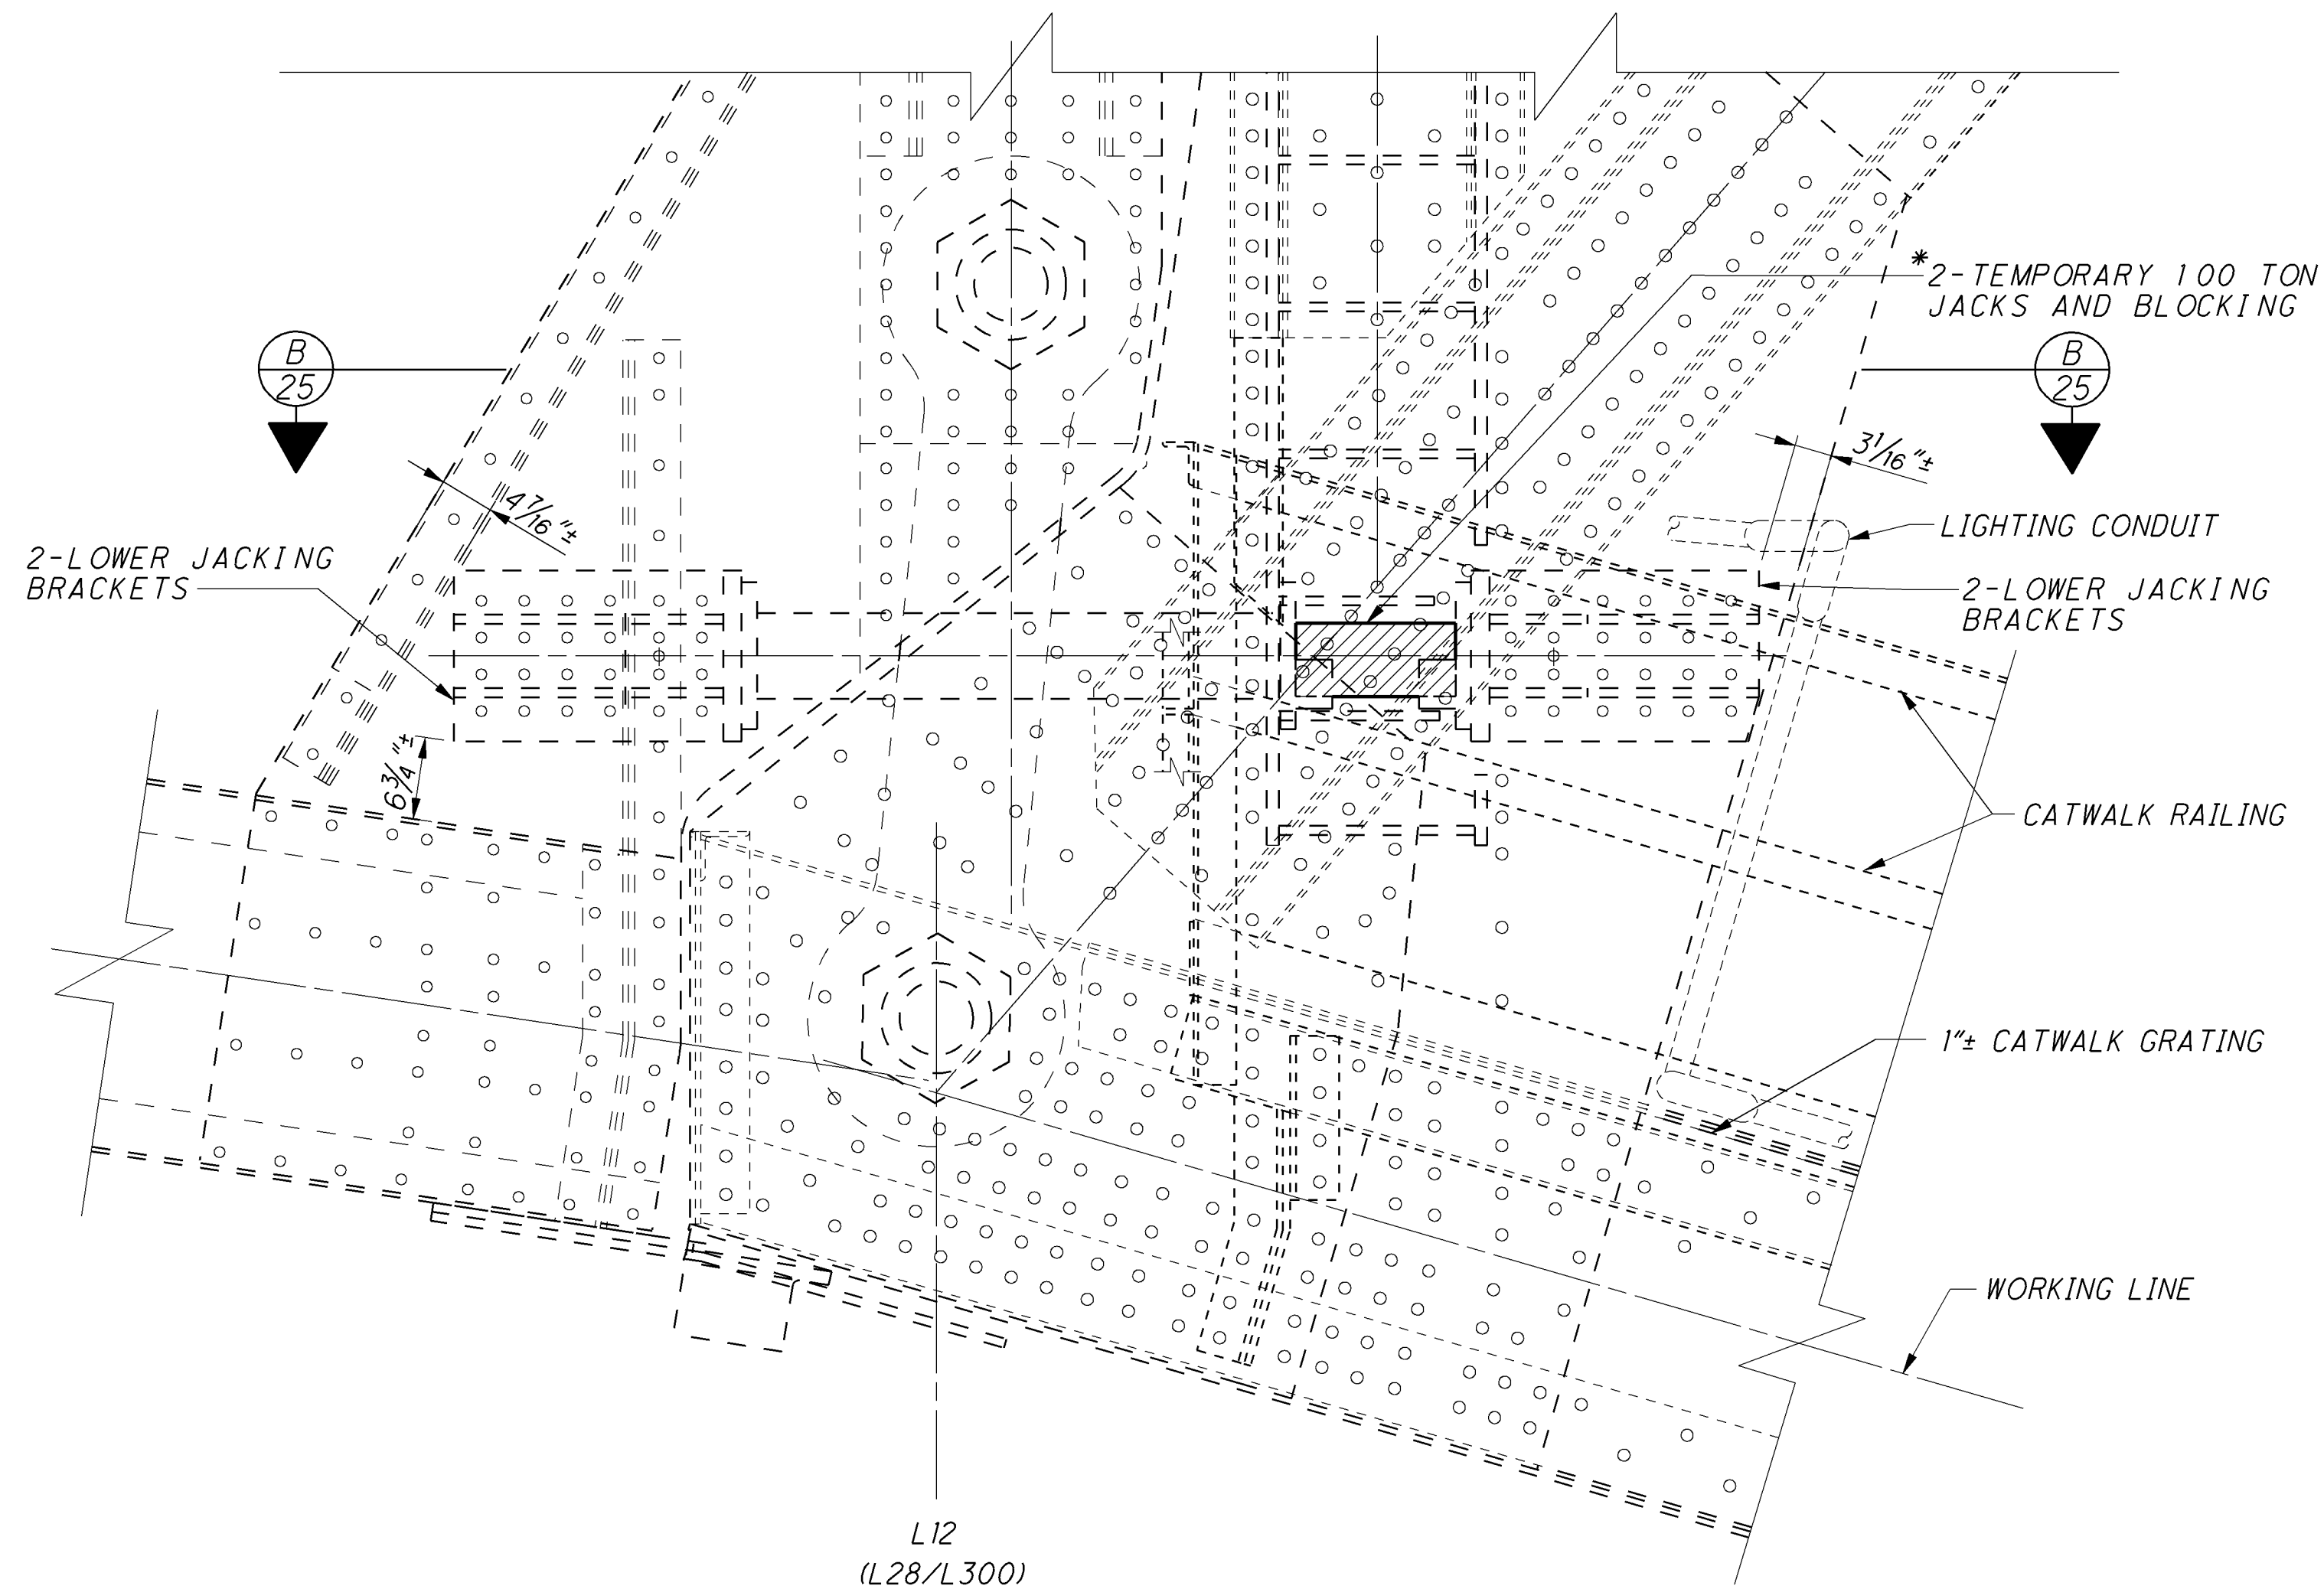 *2-TEMPORARY 100 TON
JACKS AND BLOCKING
B
25
B
25
3 1/16"±
4 7/16"±
LIGHTING CONDUIT
2-LOWER JACKING
BRACKETS
2-LOWER JACKING
BRACKETS
6 3/4"±
CATWALK RAILING
1"± CATWALK GRATING
WORKING LINE
L12
(L28/L300)